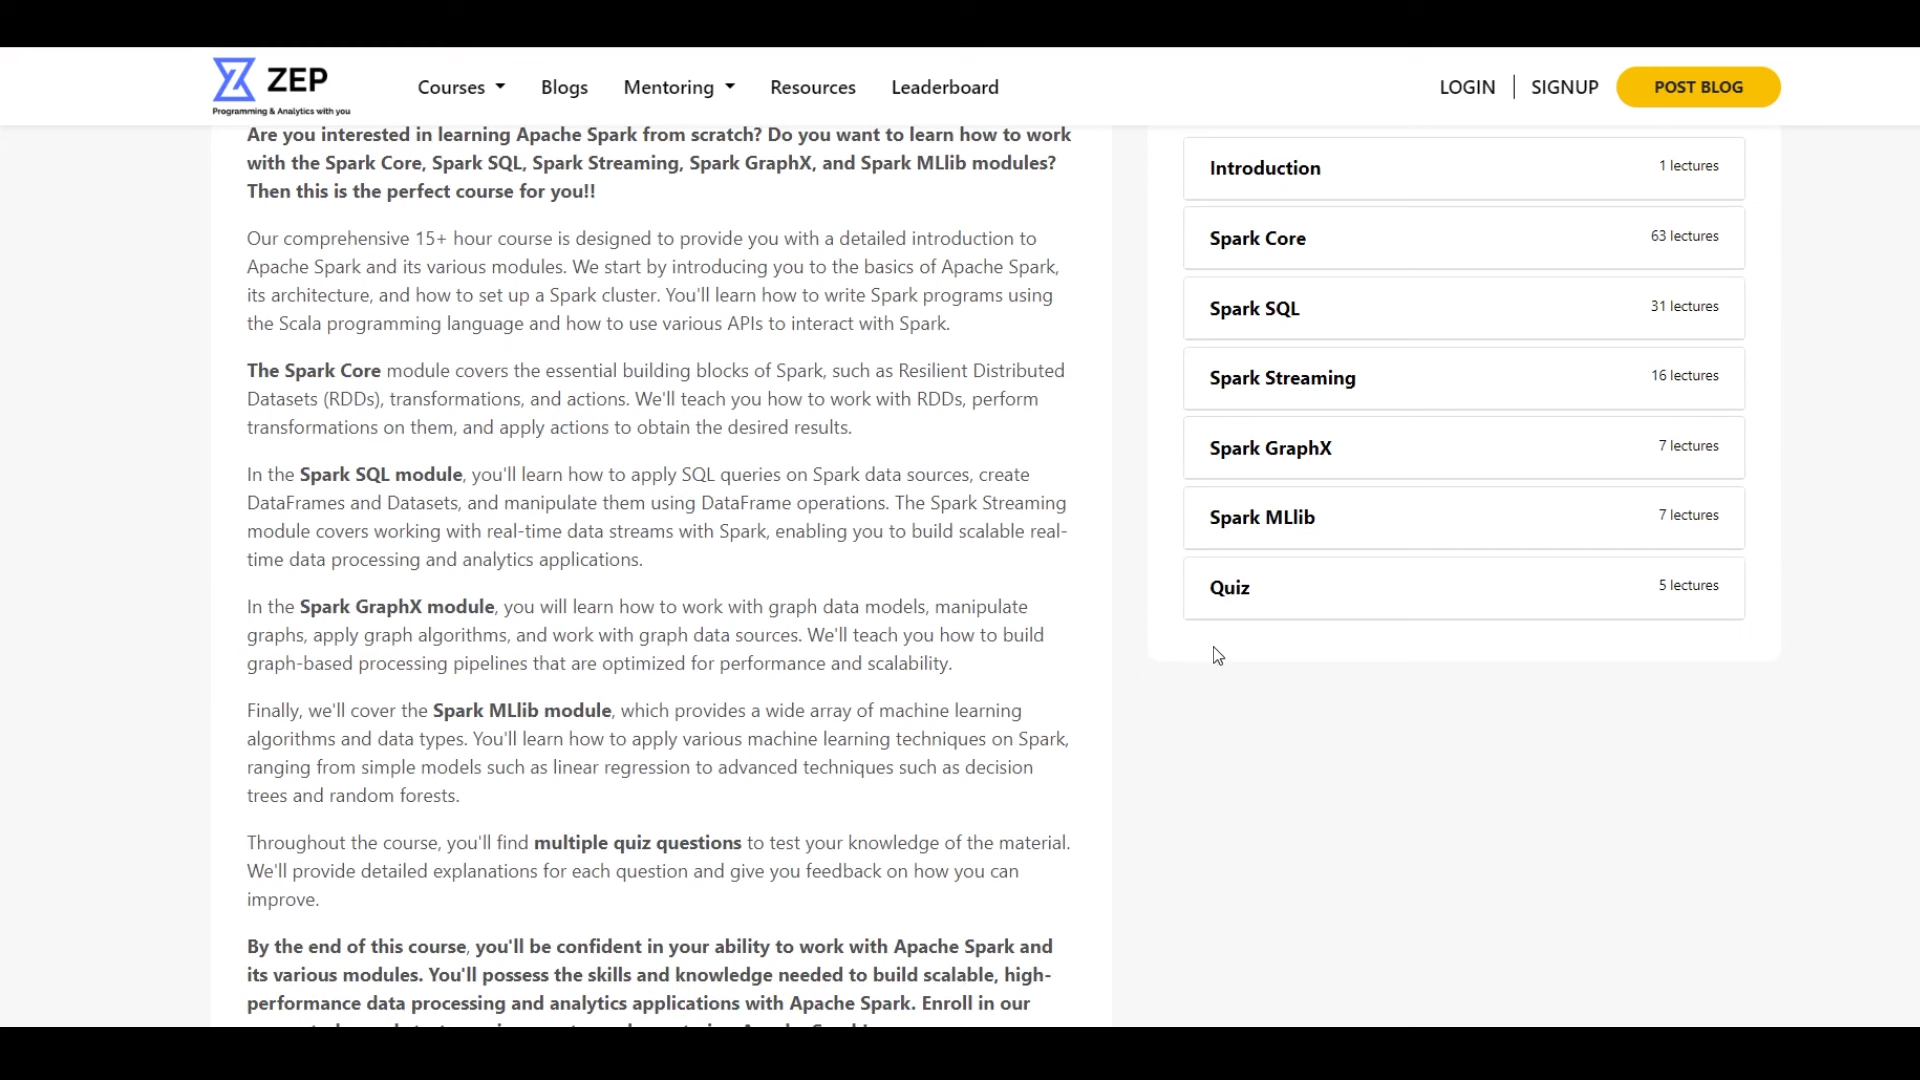 ZEP
Programming & Analytics with you
Courses
Blogs
Mentoring
Resources
Leaderboard
LOGIN
SIGNUP
POST BLOG
Are you interested in learning Apache Spark from scratch? Do you want to learn how to work
with the Spark Core, Spark SQL, Spark Streaming, Spark GraphX, and Spark MLlib modules?
Then this is the perfect course for you!!
Our comprehensive 15+ hour course is designed to provide you with a detailed introduction to
Apache Spark and its various modules. We start by introducing you to the basics of Apache Spark,
its architecture, and how to set up a Spark cluster. You'll learn how to write Spark programs using
the Scala programming language and how to use various APIs to interact with Spark.
The Spark Core module covers the essential building blocks of Spark, such as Resilient Distributed
Datasets (RDDs), transformations, and actions. We'll teach you how to work with RDDs, perform
transformations on them, and apply actions to obtain the desired results.
In the Spark SQL module, you'll learn how to apply SQL queries on Spark data sources, create
DataFrames and Datasets, and manipulate them using DataFrame operations. The Spark Streaming
module covers working with real-time data streams with Spark, enabling you to build scalable real-
time data processing and analytics applications.
In the Spark GraphX module, you will learn how to work with graph data models, manipulate
graphs, apply graph algorithms, and work with graph data sources. We'll teach you how to build
graph-based processing pipelines that are optimized for performance and scalability.
Finally, we'll cover the Spark MLlib module, which provides a wide array of machine learning
algorithms and data types. You'll learn how to apply various machine learning techniques on Spark,
ranging from simple models such as linear regression to advanced techniques such as decision
trees and random forests.
Throughout the course, you'll find multiple quiz questions to test your knowledge of the material.
We'll provide detailed explanations for each question and give you feedback on how you can
improve.
By the end of this course, you'll be confident in your ability to work with Apache Spark and
its various modules. You'll possess the skills and knowledge needed to build scalable, high-
performance data processing and analytics applications with Apache Spark. Enroll in our
Introduction 1 lectures
Spark Core 63 lectures
Spark SQL 31 lectures
Spark Streaming 16 lectures
Spark GraphX 7 lectures
Spark MLlib 7 lectures
Quiz 5 lectures